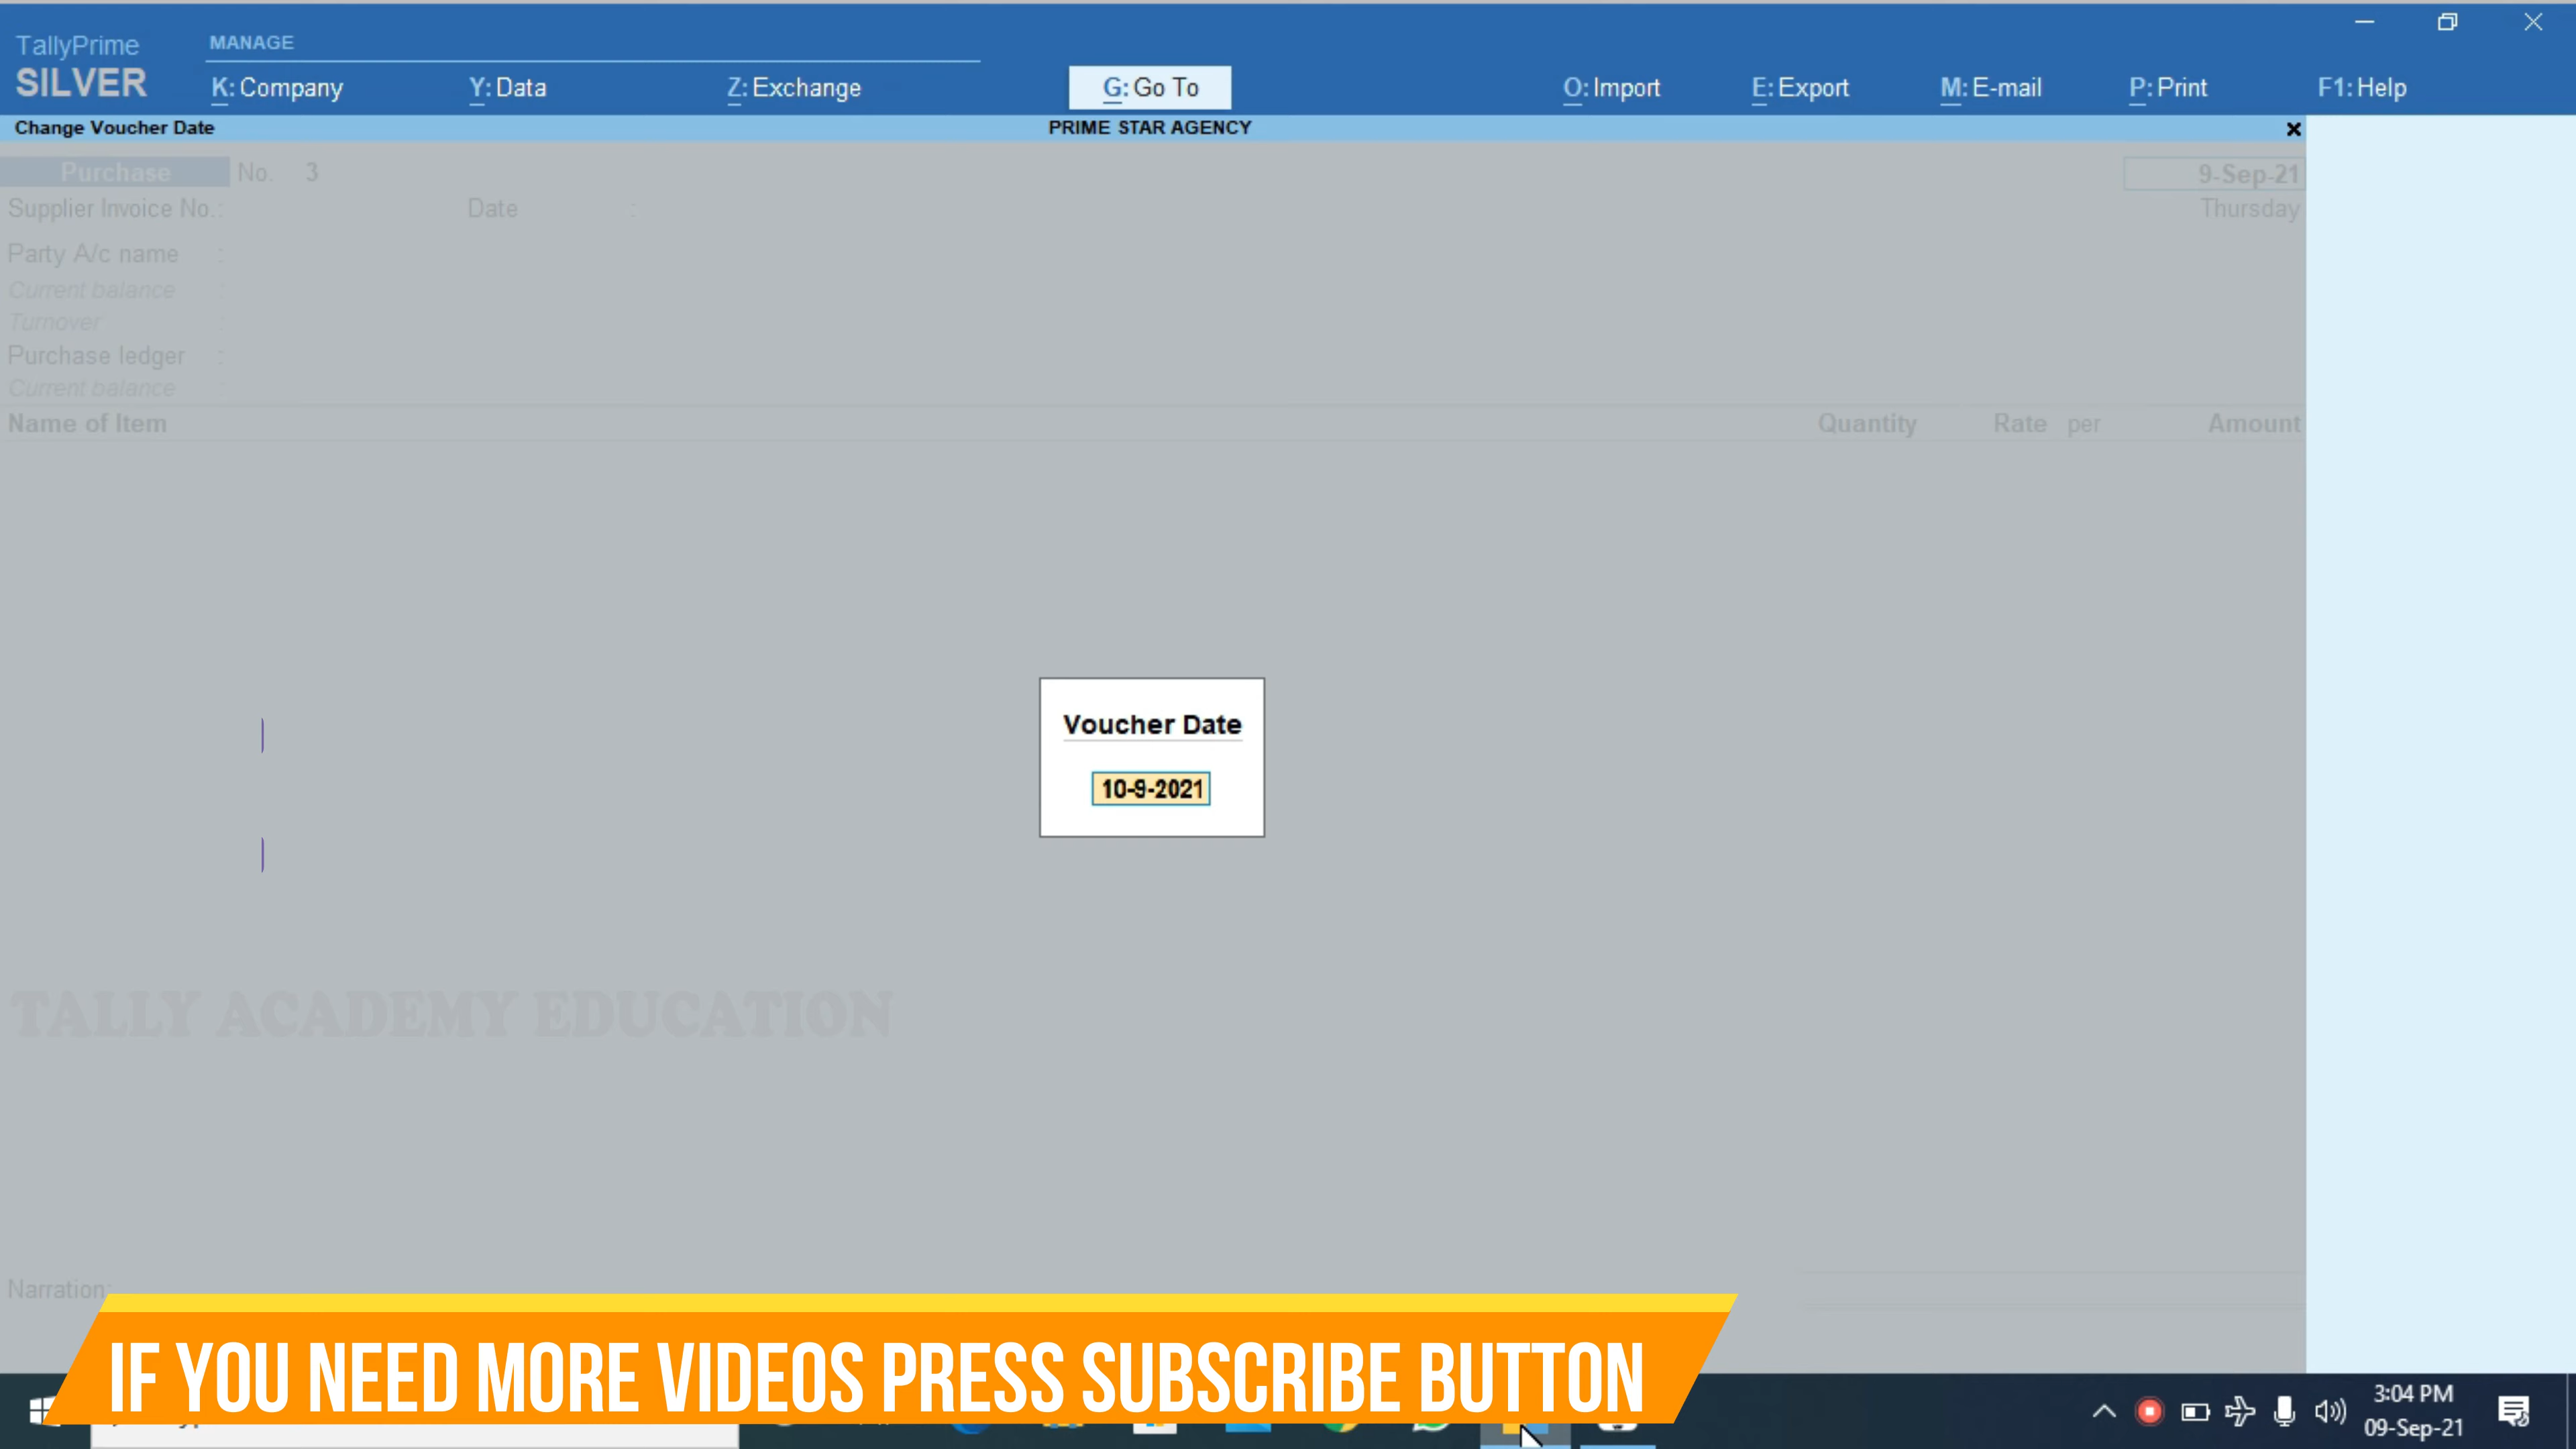 TallyPrime
MANAGE
SILVER
K: Company
Y: Data
Z: Exchange
G: Go To
O: Import
E: Export
M: E-mail
P: Print
F1: Help
Change Voucher Date
PRIME STAR AGENCY
Purchase
No. 3
9-Sep-21
Supplier Invoice No.:
Date :
Thursday
Party A/c name :
Current balance :
Turnover :
Purchase ledger :
Current balance :
Name of Item
Quantity
Rate per
Amount
Voucher Date
10-9-2021
TALLY ACADEMY EDUCATION
Narration:
IF YOU NEED MORE VIDEOS PRESS SUBSCRIBE BUTTON
3:04 PM
09-Sep-21